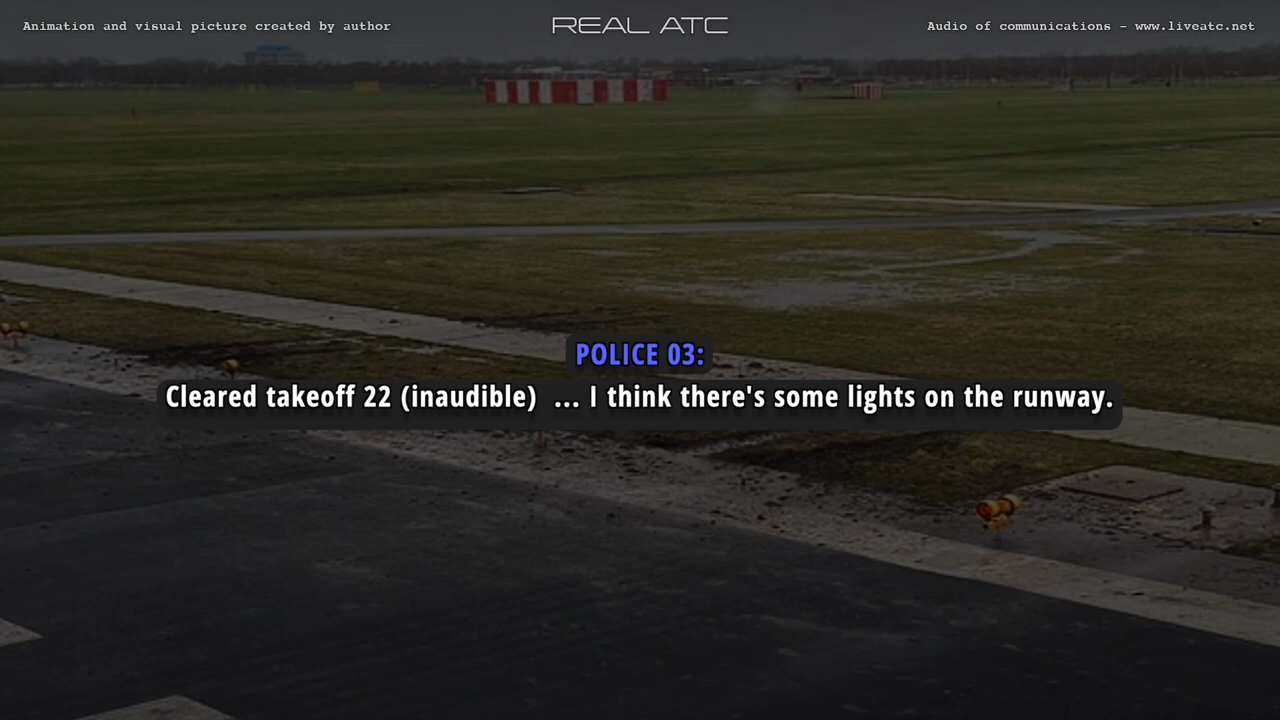 Animation and visual picture created by author
REAL ATC
Audio of communications - www.liveatc.net
POLICE 03:
Cleared takeoff 22 (inaudible) ... I think there's some lights on the runway.